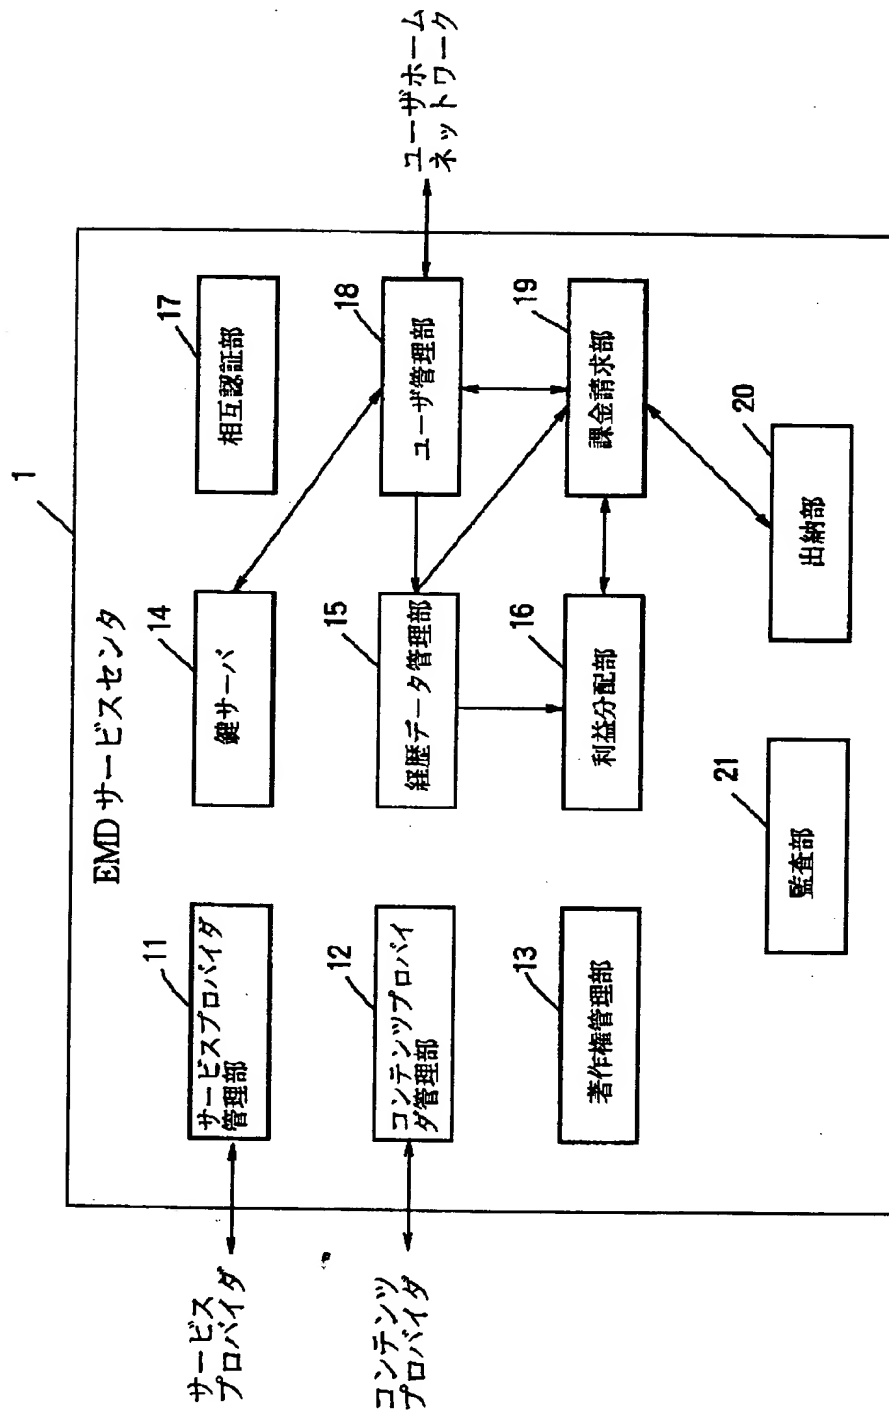 1
EMDサービスセンタ
サービス
プロバイダ
11
サービスプロバイダ
管理部
14
鍵サーバ
17
相互認証部
コンテンツ
プロバイダ
12
コンテンツプロバイ
ダ管理部
15
経歴データ管理部
18
ユーザ管理部
ユーザホーム
ネットワーク
13
著作権管理部
16
利益分配部
19
課金請求部
21
監査部
20
出納部